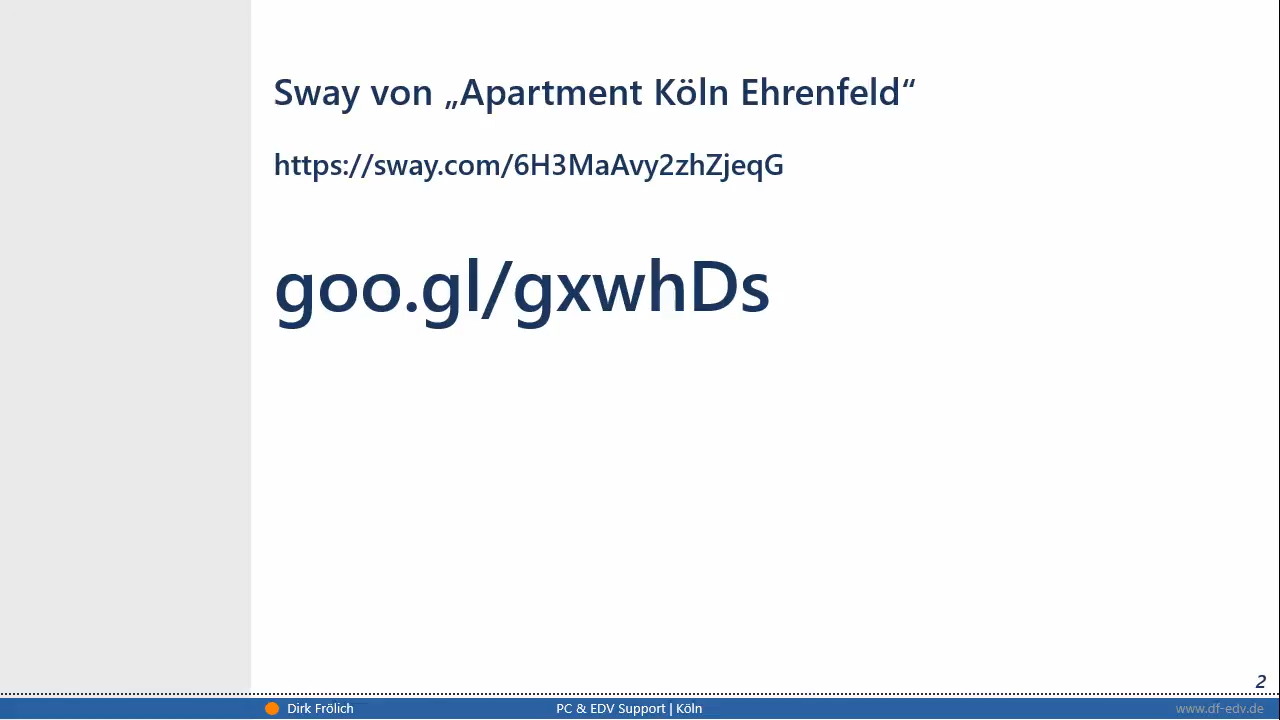 Sway von „Apartment Köln Ehrenfeld“
https://sway.com/6H3MaAvy2zhZjeqG
goo.gl/gxwhDs
2
Dirk Frölich
PC & EDV Support | Köln
www.df-edv.de